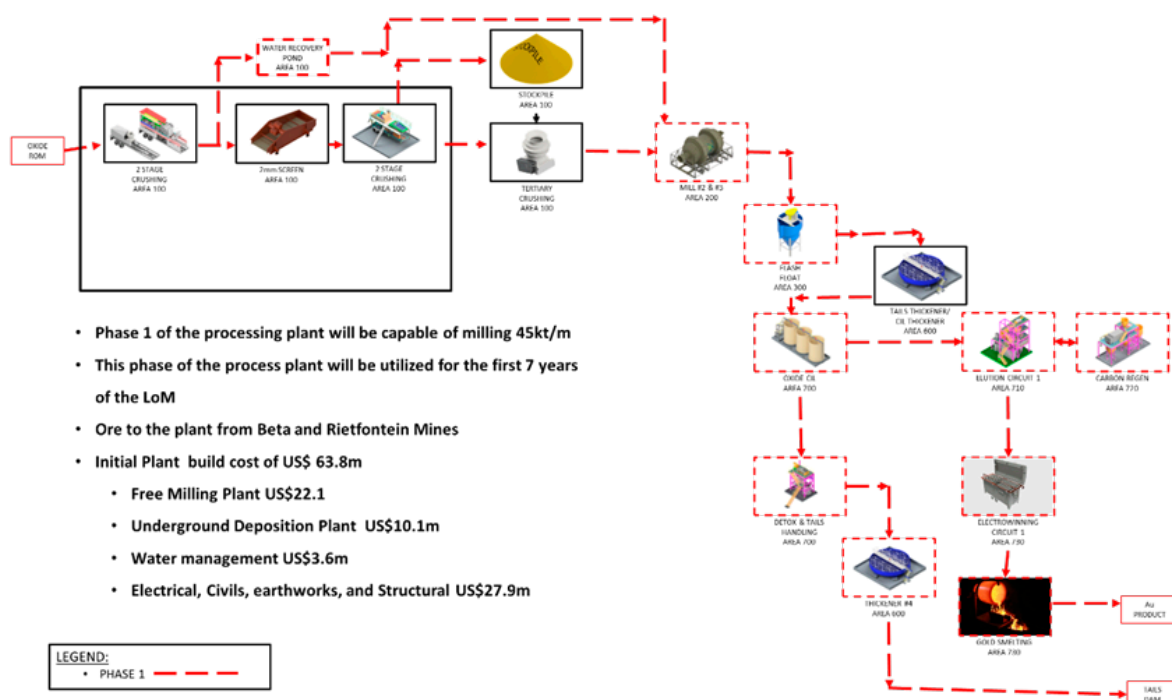 WATER RECOVERY
POND
AREA 100
STOCKPILE
STOCKPILE
AREA 100
OXIDE
ROM
2 STAGE
CRUSHING
AREA 100
2mm SCREEN
AREA 100
2 STAGE
CRUSHING
AREA 100
TERTIARY
CRUSHING
AREA 100
MILL #2 & #3
AREA 200
FLASH
FLOAT
AREA 300
TAILS THICKENER/
CIL THICKENER
AREA 600
OXIDE CIL
AREA 700
ELUTION CIRCUIT 1
AREA 710
CARBON REGEN
AREA 720
• Phase 1 of the processing plant will be capable of milling 45kt/m
• This phase of the process plant will be utilized for the first 7 years
of the LoM
• Ore to the plant from Beta and Rietfontein Mines
• Initial Plant build cost of US$ 63.8m
• Free Milling Plant US$22.1
• Underground Deposition Plant US$10.1m
• Water management US$3.6m
• Electrical, Civils, earthworks, and Structural US$27.9m
DETOX & TAILS
HANDLING
AREA 700
ELECTROWINNING
CIRCUIT 1
AREA 730
THICKENER #4
AREA 600
GOLD SMELTING
AREA 730
Au
PRODUCT
TAILS
LEGEND:
• PHASE 1